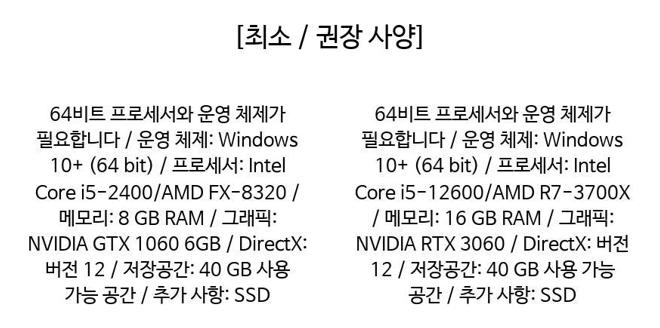 [최소 / 권장 사양]
64비트 프로세서와 운영 체제가
필요합니다 / 운영 체제: Windows
10+ (64 bit) / 프로세서: Intel
Core i5-2400/AMD FX-8320 /
메모리: 8 GB RAM / 그래픽:
NVIDIA GTX 1060 6GB / DirectX:
버전 12 / 저장공간: 40 GB 사용
가능 공간 / 추가 사항: SSD
64비트 프로세서와 운영 체제가
필요합니다 / 운영 체제: Windows
10+ (64 bit) / 프로세서: Intel
Core i5-12600/AMD R7-3700X
/ 메모리: 16 GB RAM / 그래픽:
NVIDIA RTX 3060 / DirectX: 버전
12 / 저장공간: 40 GB 사용 가능
공간 / 추가 사항: SSD